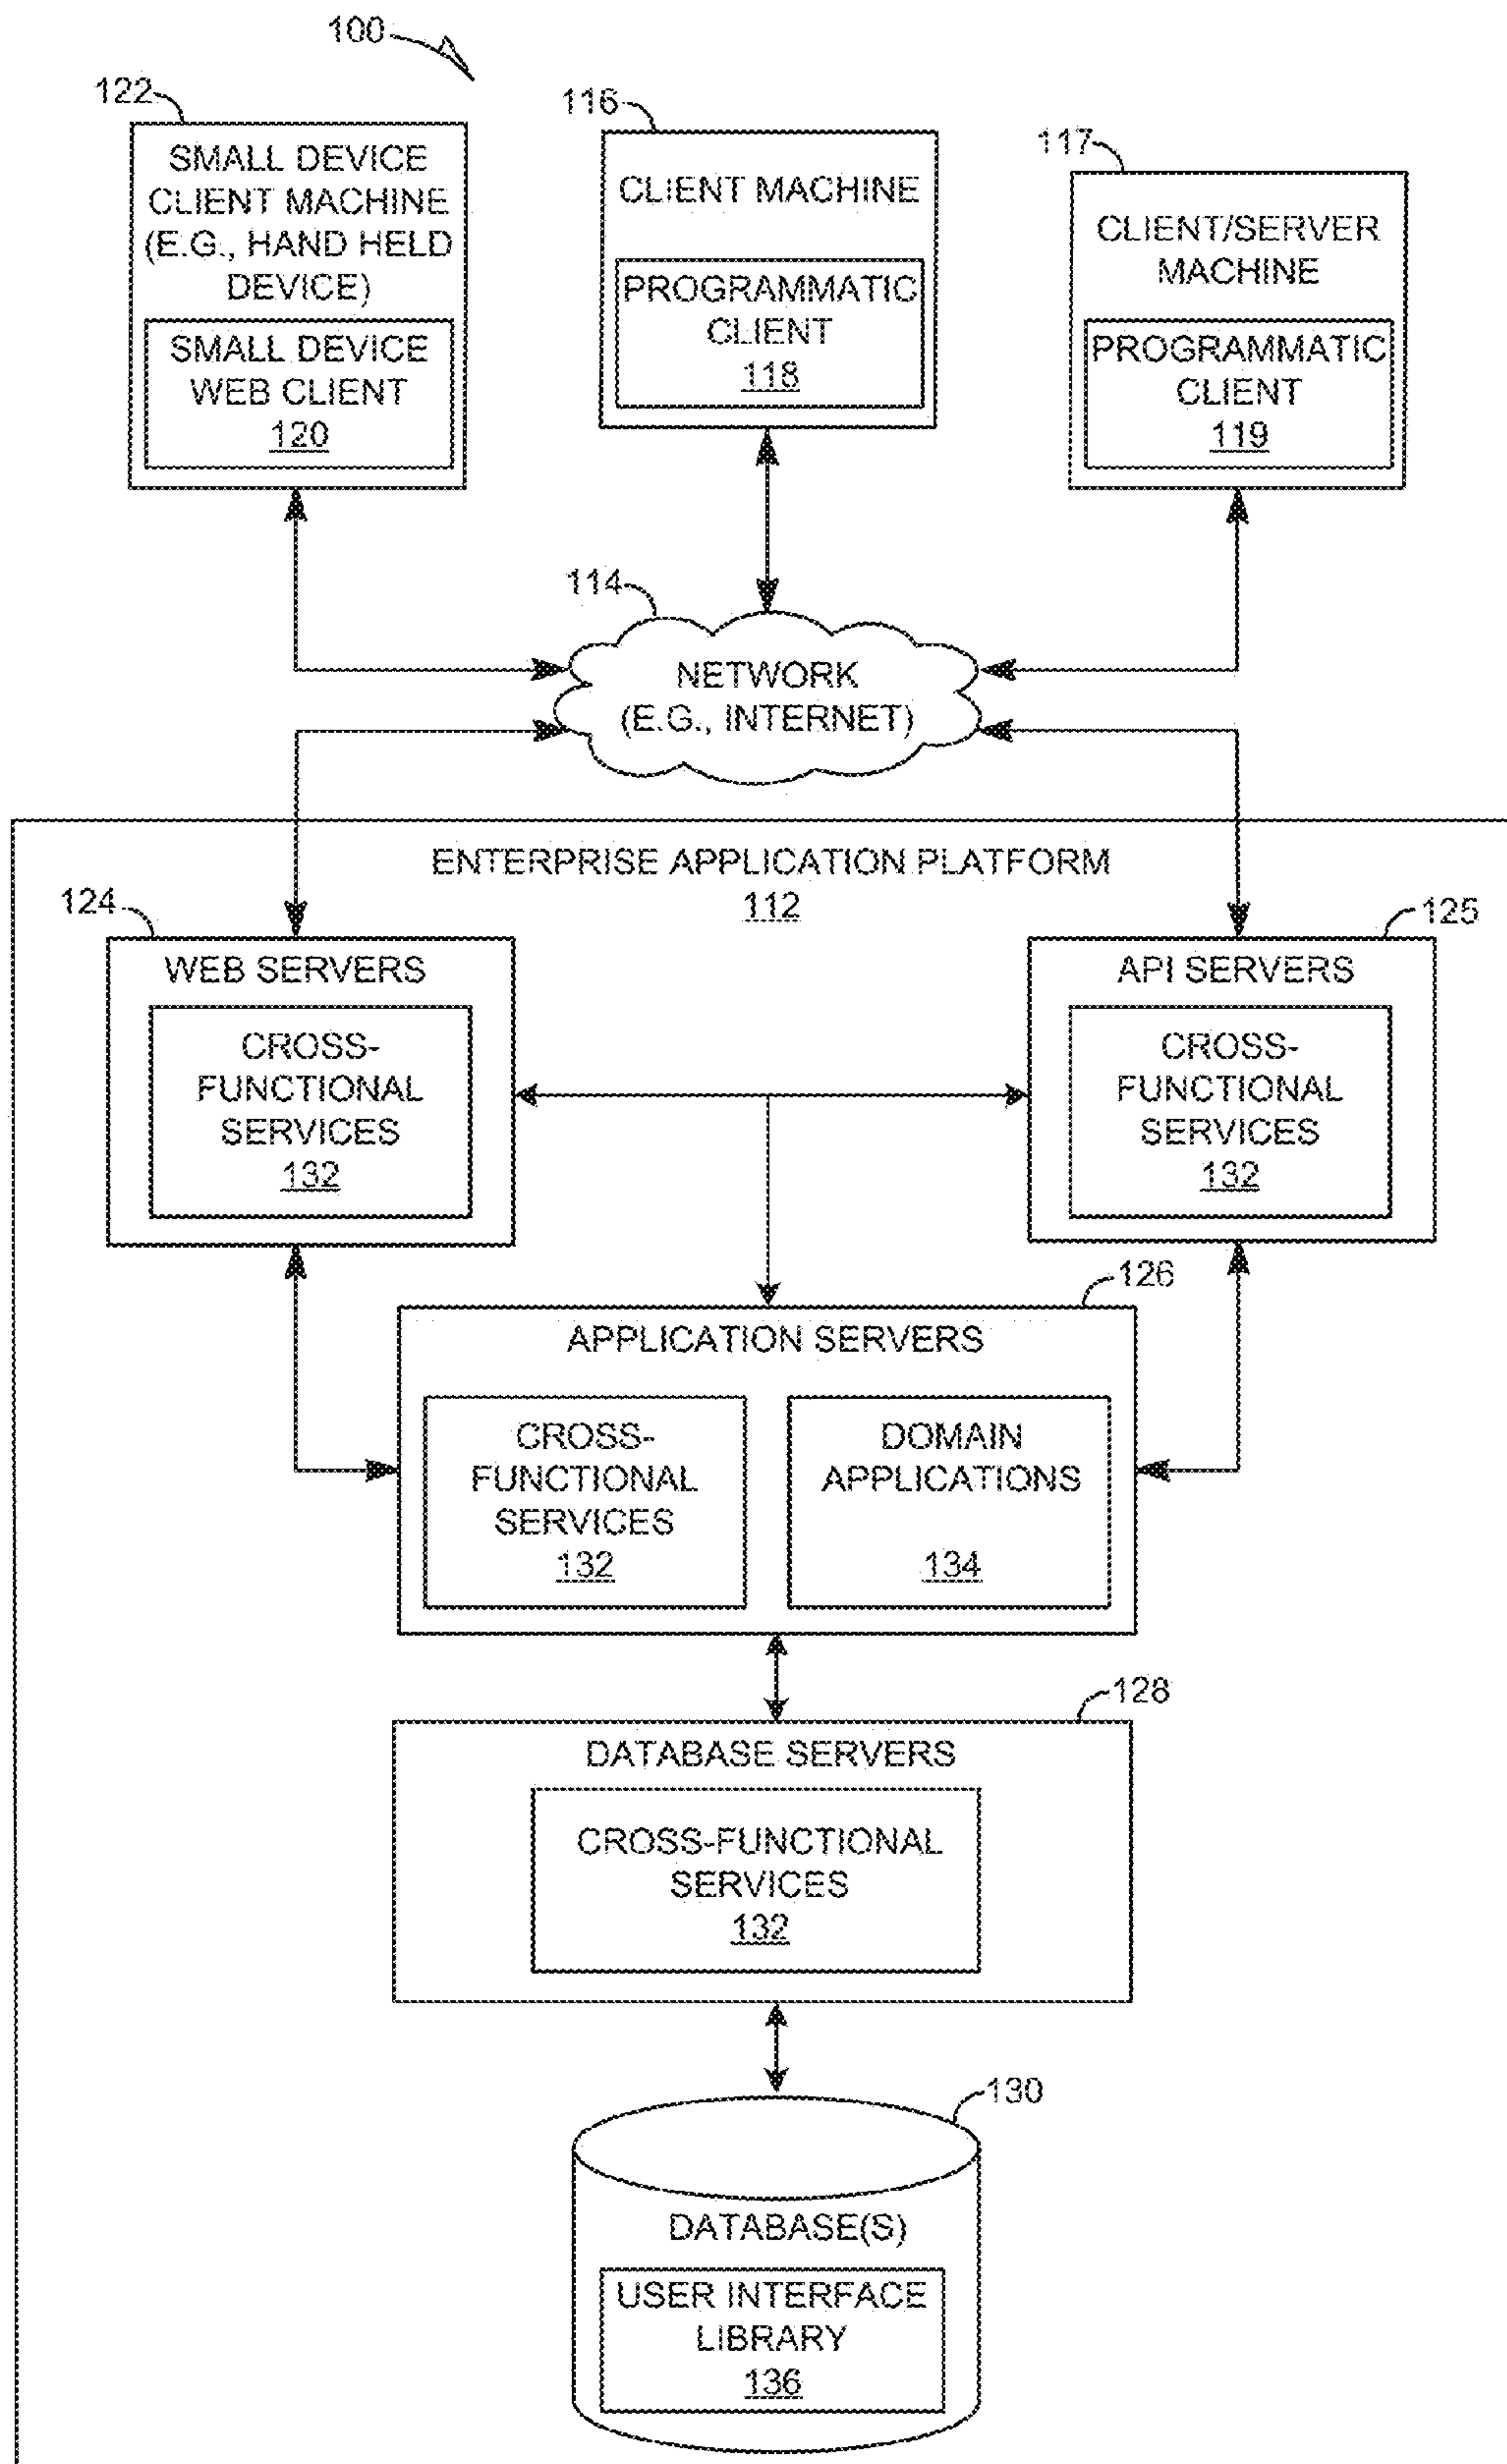 100
122
SMALL DEVICE
CLIENT MACHINE
(E.G., HAND HELD
DEVICE)
SMALL DEVICE
WEB CLIENT
120
116
CLIENT MACHINE
PROGRAMMATIC
CLIENT
118
117
CLIENT/SERVER
MACHINE
PROGRAMMATIC
CLIENT
119
114
NETWORK
(E.G., INTERNET)
ENTERPRISE APPLICATION PLATFORM
112
124
WEB SERVERS
CROSS-
FUNCTIONAL
SERVICES
132
125
API SERVERS
CROSS-
FUNCTIONAL
SERVICES
132
126
APPLICATION SERVERS
CROSS-
FUNCTIONAL
SERVICES
132
DOMAIN
APPLICATIONS
134
128
DATABASE SERVERS
CROSS-FUNCTIONAL
SERVICES
132
130
DATABASE(S)
USER INTERFACE
LIBRARY
136